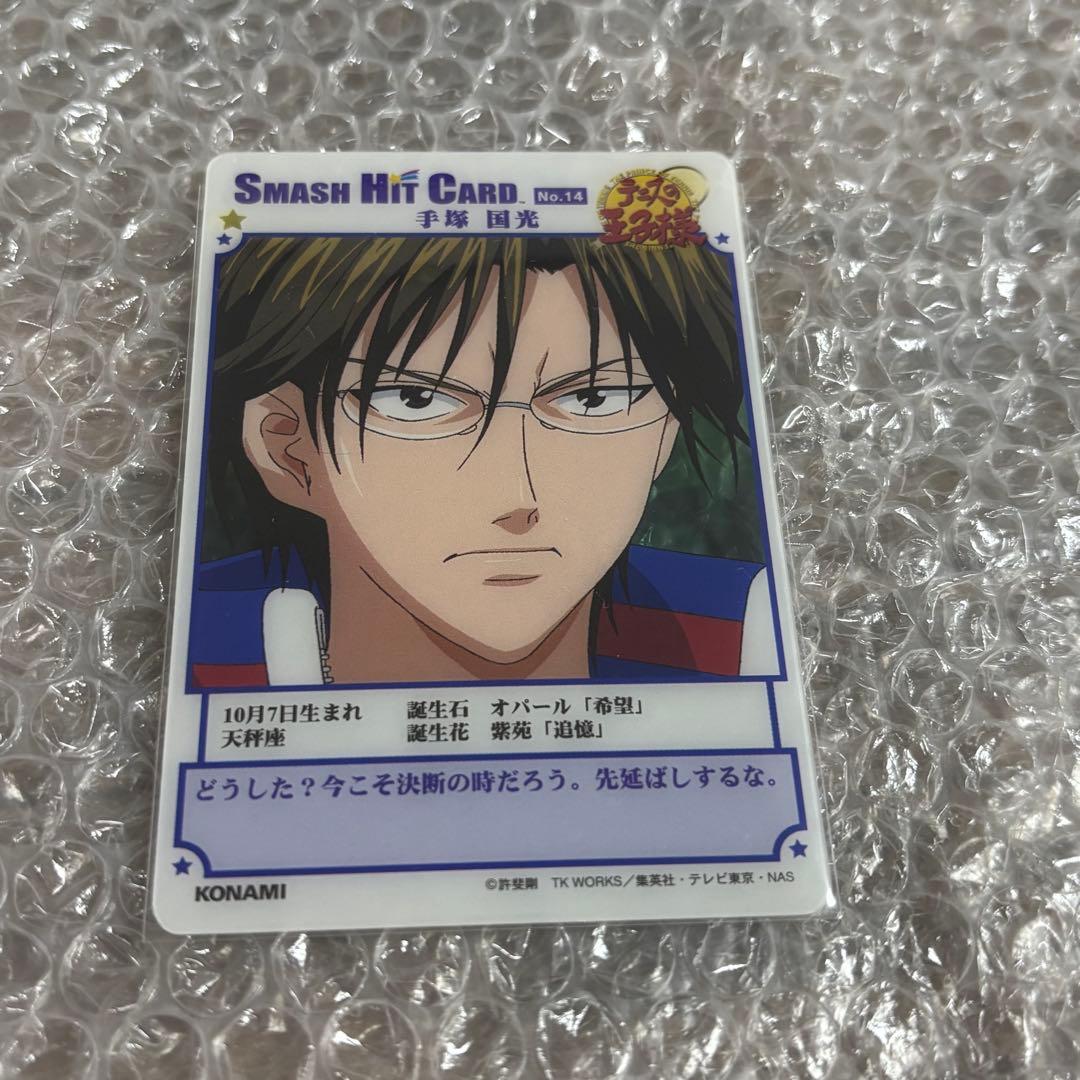 SMASH HIT CARD™ No.14
手塚 国光
テニスの
王子様
10月7日生まれ 誕生石 オパール「希望」
天秤座 誕生花 紫苑「追憶」
どうした？今こそ決断の時だろう。先延ばしするな。
KONAMI
©許斐剛 TK WORKS／集英社・テレビ東京・NAS